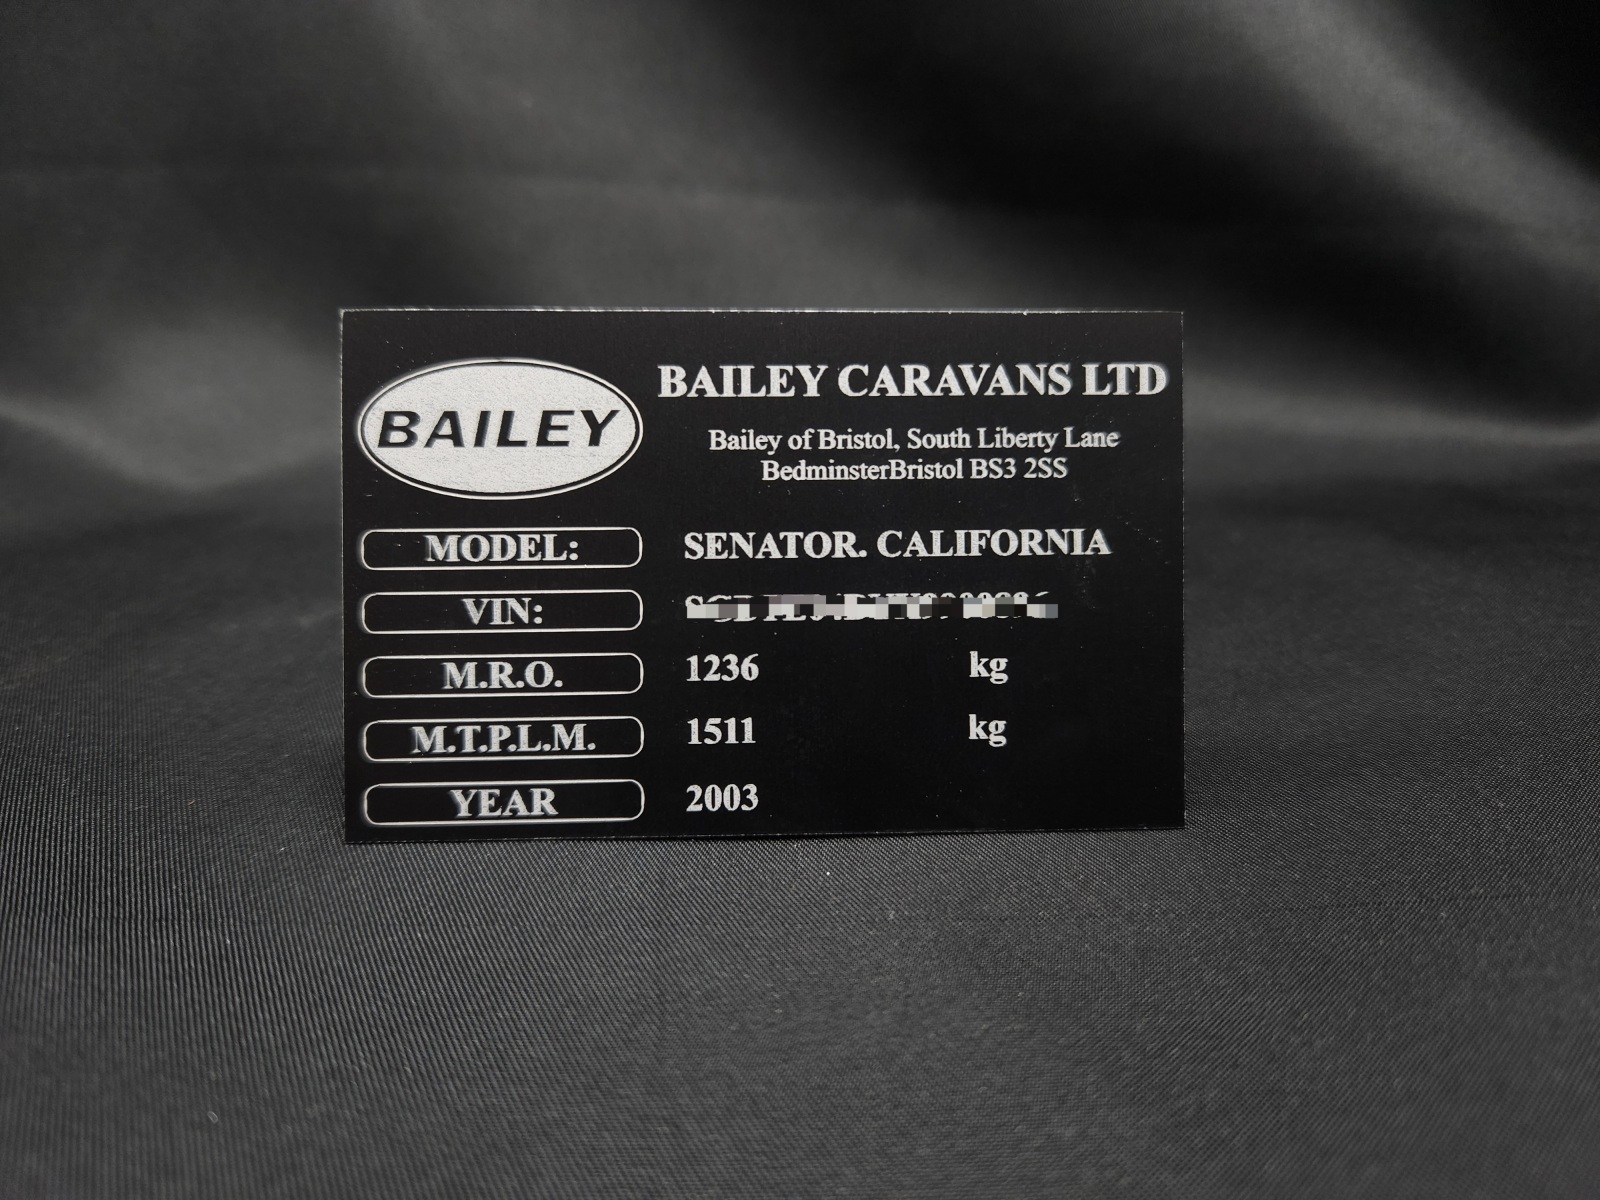 BAILEY
BAILEY CARAVANS LTD
Bailey of Bristol, South Liberty Lane
BedminsterBristol BS3 2SS
MODEL: SENATOR. CALIFORNIA
VIN:
M.R.O. 1236 kg
M.T.P.L.M. 1511 kg
YEAR 2003